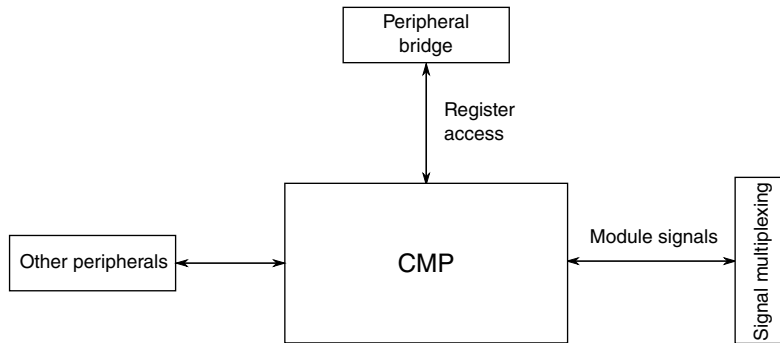 Peripheral
bridge
Register
access
Other peripherals
CMP
Module signals
Signal multiplexing